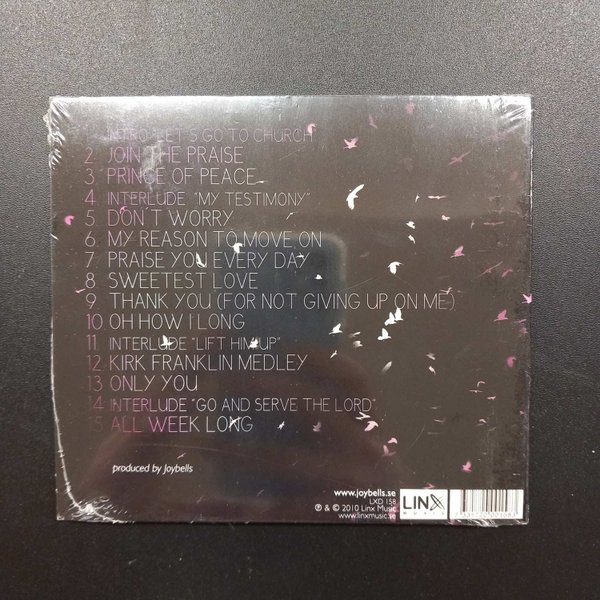 1 INTRO "LET'S GO TO CHURCH
2 JOIN THE PRAISE
3 PRINCE OF PEACE
4 INTERLUDE "MY TESTIMONY"
5 DON'T WORRY
6 MY REASON TO MOVE ON
7 PRAISE YOU EVERY DAY
8 SWEETEST LOVE
9 THANK YOU (FOR NOT GIVING UP ON ME)
10 OH HOW I LONG
11 INTERLUDE "LIFT HIM UP"
12 KIRK FRANKLIN MEDLEY
13 ONLY YOU
14 INTERLUDE "GO AND SERVE THE LORD"
15 ALL WEEK LONG
produced by Joybells
www.joybells.se
LXD 158
℗ & © 2010 Linx Music
www.linxmusic.se
LINX
MUSIC